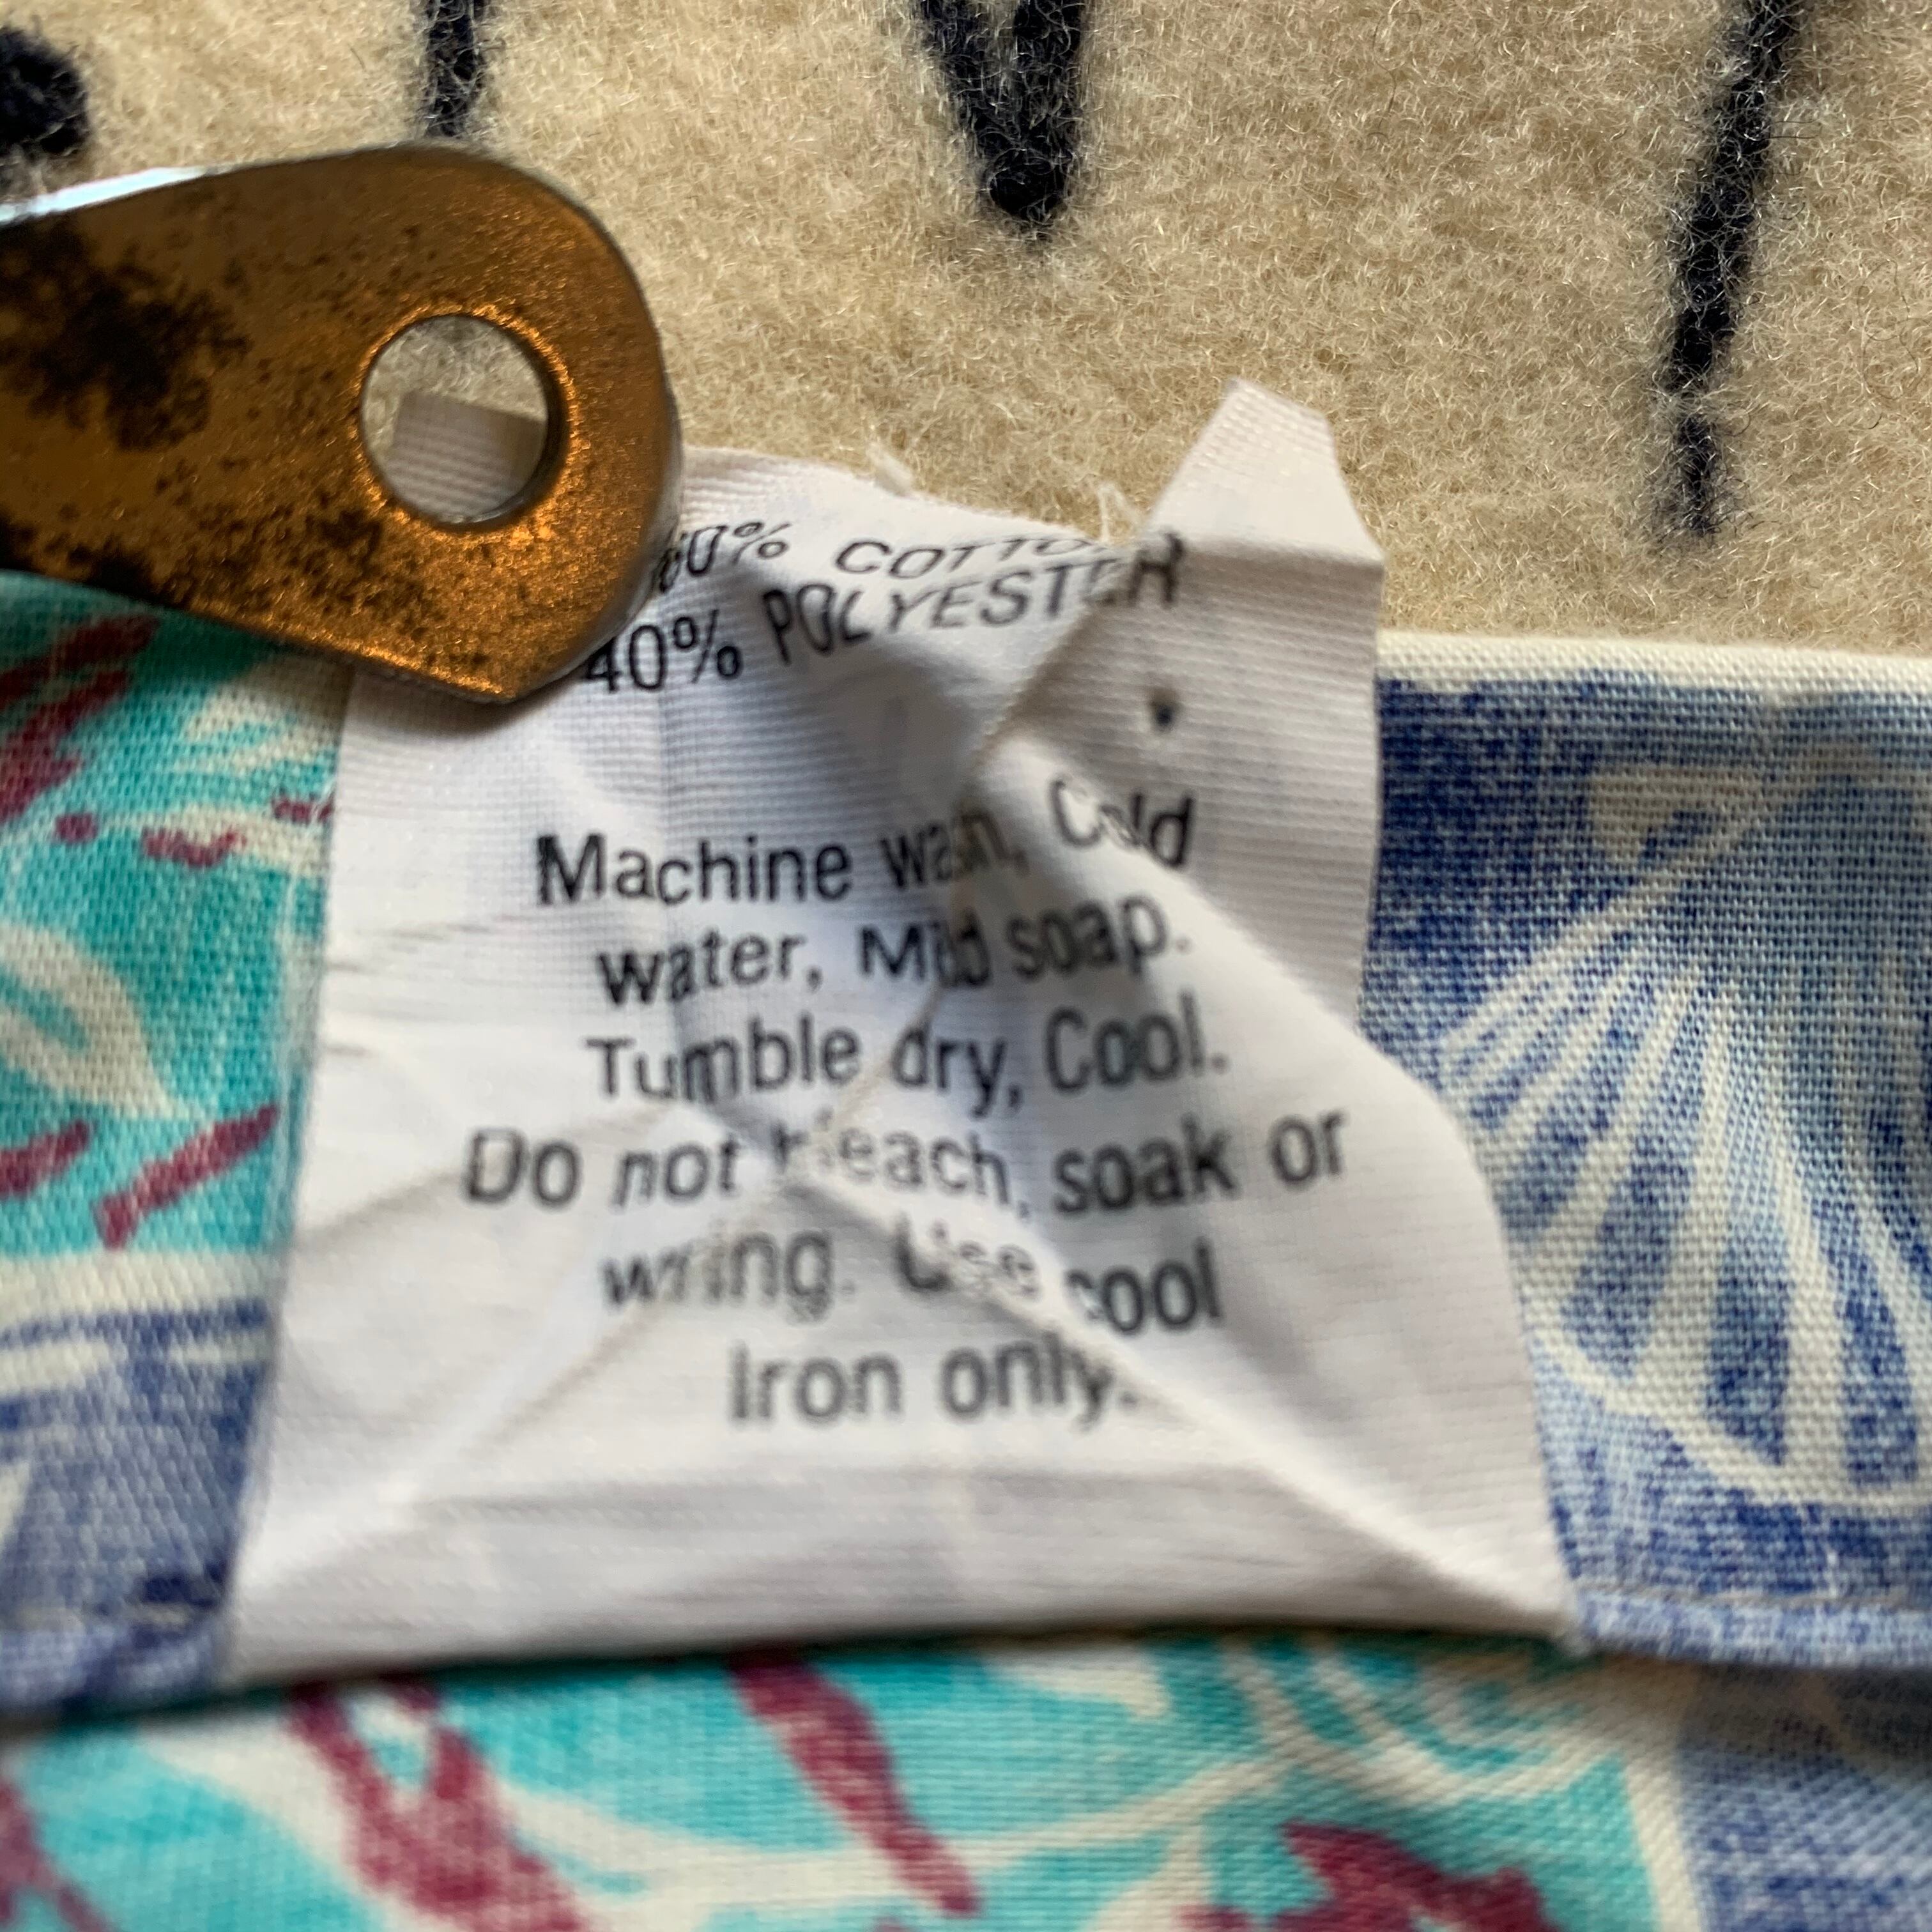 60% COTTON
40% POLYESTER
Machine wash, Cold
water, Mild soap.
Tumble dry, Cool.
Do not bleach, soak or
wring. Use cool
Iron only.